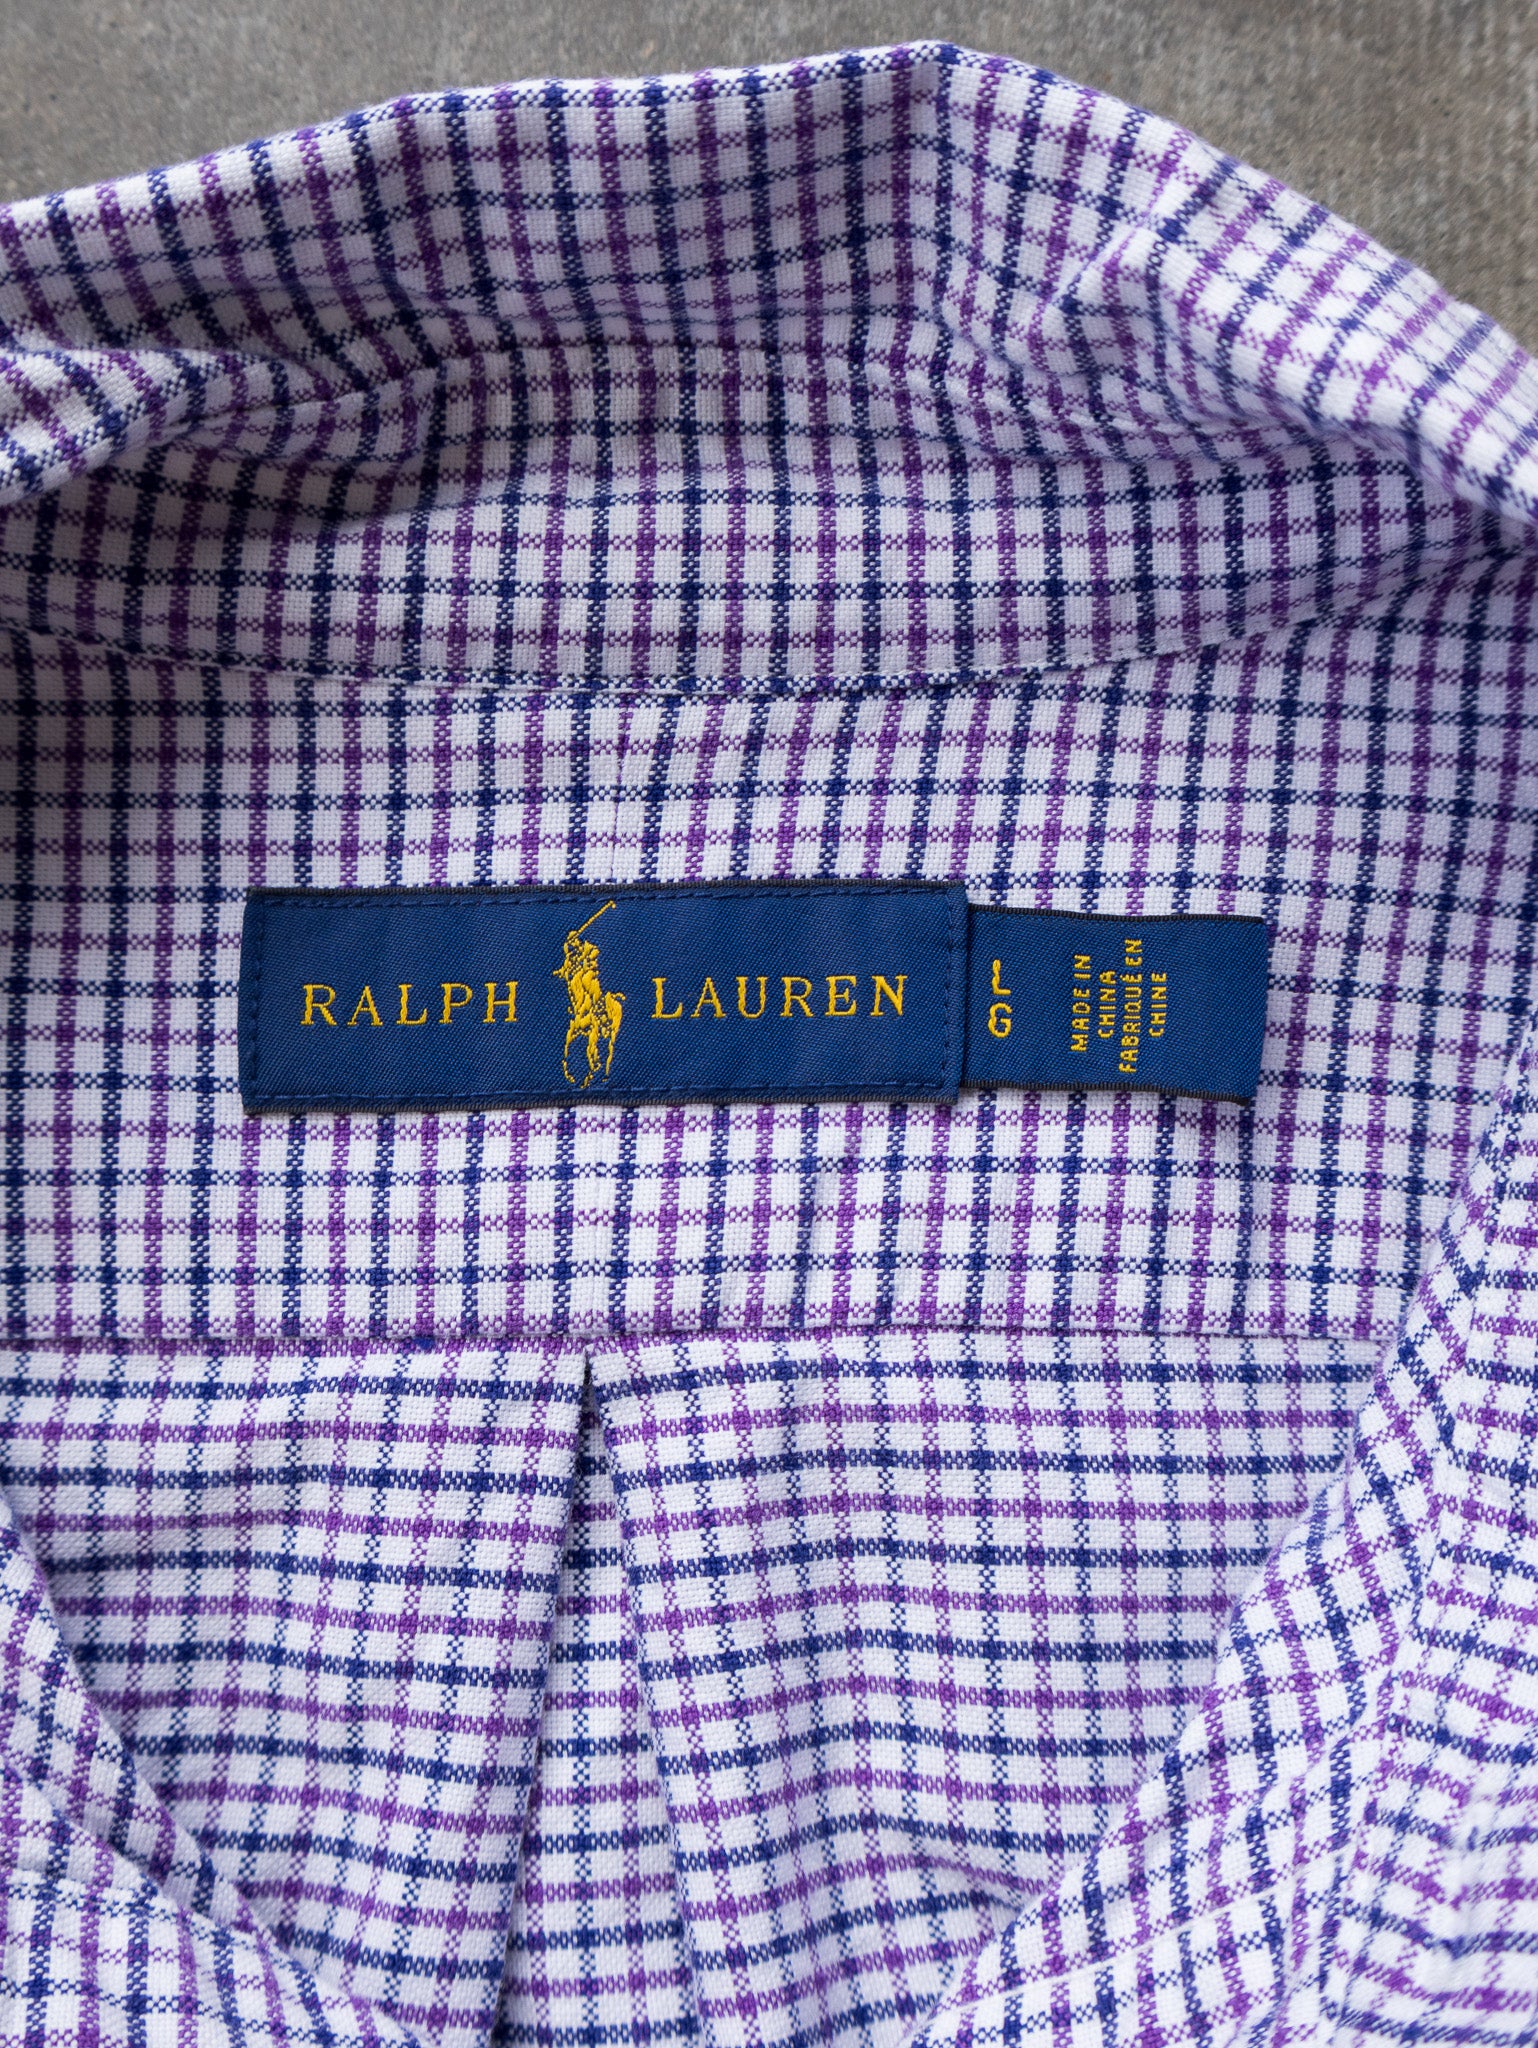 RALPH LAUREN
L
G
MADE IN
CHINA
FABRIQUÉ EN
CHINE